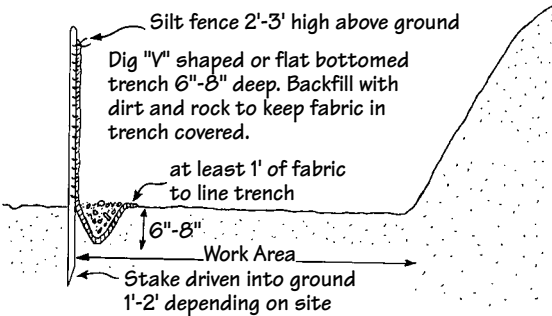 Silt fence 2'-3' high above ground
Dig "V" shaped or flat bottomed
trench 6"-8" deep. Backfill with
dirt and rock to keep fabric in
trench covered.
at least 1' of fabric
to line trench
6"-8"
Work Area
Stake driven into ground
1'-2' depending on site